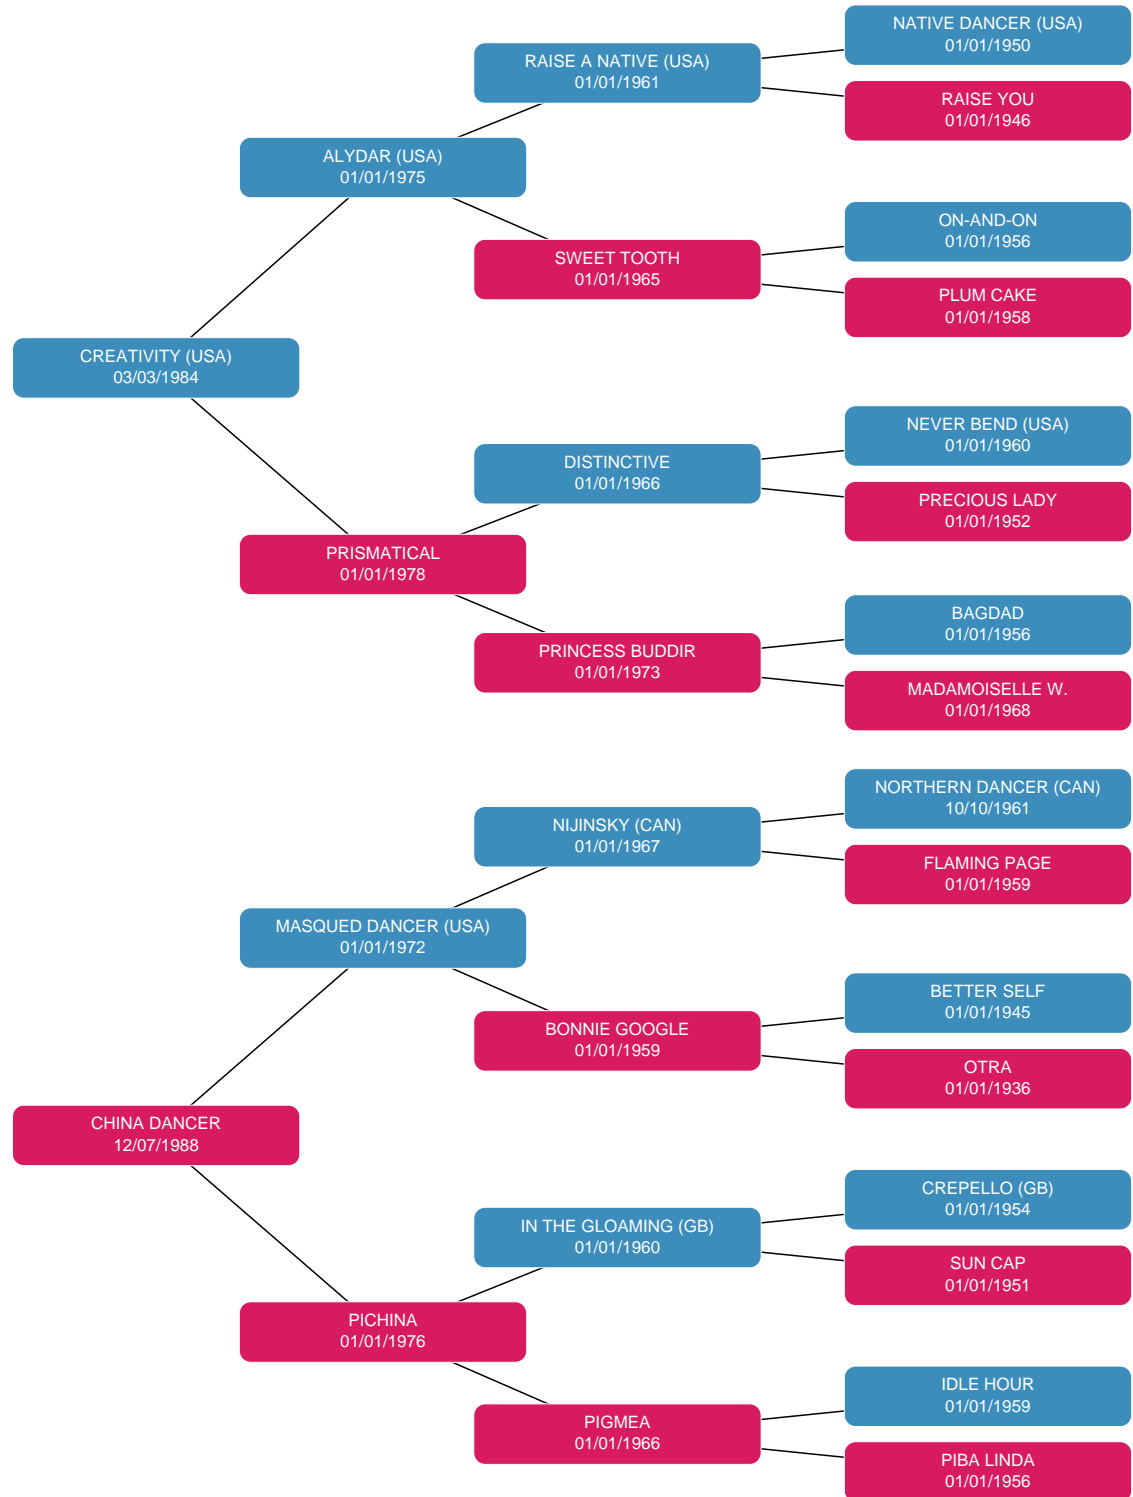 NATIVE DANCER (USA)
01/01/1950
RAISE A NATIVE (USA)
01/01/1961
RAISE YOU
01/01/1946
ALYDAR (USA)
01/01/1975
ON-AND-ON
01/01/1956
SWEET TOOTH
01/01/1965
PLUM CAKE
01/01/1958
CREATIVITY (USA)
03/03/1984
NEVER BEND (USA)
01/01/1960
DISTINCTIVE
01/01/1966
PRECIOUS LADY
01/01/1952
PRISMATICAL
01/01/1978
BAGDAD
01/01/1956
PRINCESS BUDDIR
01/01/1973
MADAMOISELLE W.
01/01/1968
NORTHERN DANCER (CAN)
10/10/1961
NIJINSKY (CAN)
01/01/1967
FLAMING PAGE
01/01/1959
MASQUED DANCER (USA)
01/01/1972
BETTER SELF
01/01/1945
BONNIE GOOGLE
01/01/1959
OTRA
01/01/1936
CHINA DANCER
12/07/1988
CREPELLO (GB)
01/01/1954
IN THE GLOAMING (GB)
01/01/1960
SUN CAP
01/01/1951
PICHINA
01/01/1976
IDLE HOUR
01/01/1959
PIGMEA
01/01/1966
PIBA LINDA
01/01/1956